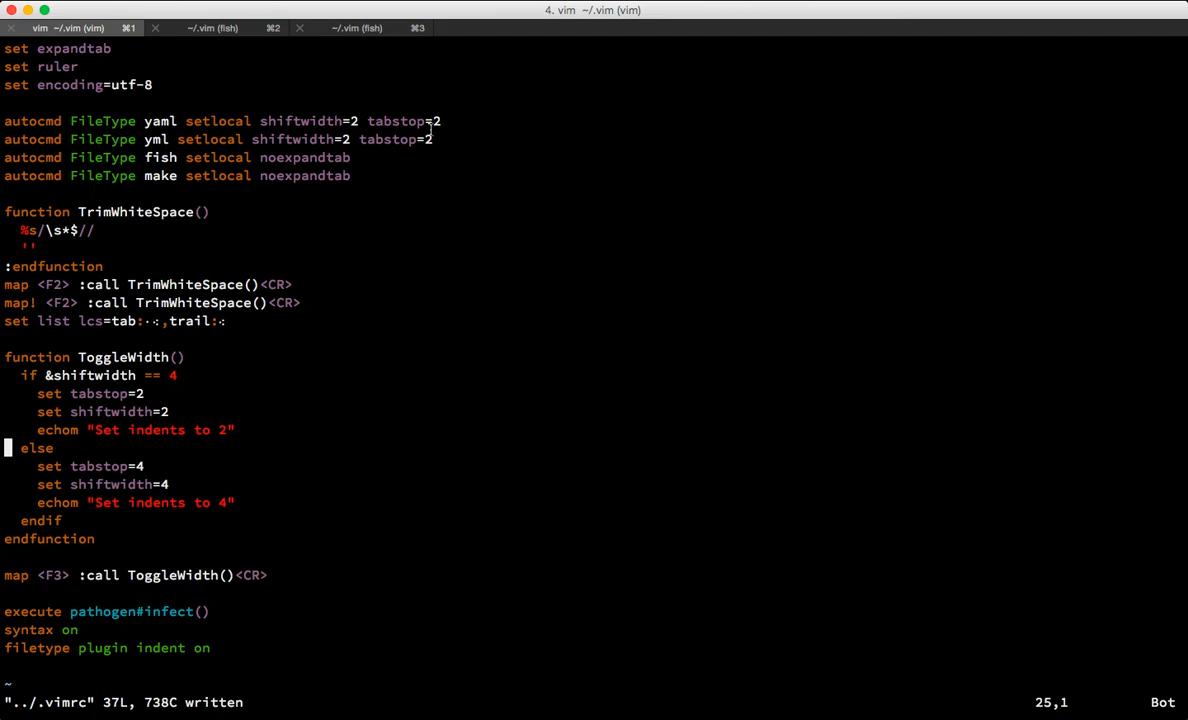 4. vim  ~/.vim (vim)
vim  ~/.vim (vim)  ⌘1  ~/.vim (fish)  ⌘2  ~/.vim (fish)  ⌘3
set expandtab
set ruler
set encoding=utf-8
autocmd FileType yaml setlocal shiftwidth=2 tabstop=2
autocmd FileType yml setlocal shiftwidth=2 tabstop=2
autocmd FileType fish setlocal noexpandtab
autocmd FileType make setlocal noexpandtab
function TrimWhiteSpace()
  %s/\s*$//
  ''
:endfunction
map <F2> :call TrimWhiteSpace()<CR>
map! <F2> :call TrimWhiteSpace()<CR>
set list lcs=tab:
,trail:
function ToggleWidth()
  if &shiftwidth == 4
    set tabstop=2
    set shiftwidth=2
    echom "Set indents to 2"
  else
    set tabstop=4
    set shiftwidth=4
    echom "Set indents to 4"
  endif
endfunction
map <F3> :call ToggleWidth()<CR>
execute pathogen#infect()
syntax on
filetype plugin indent on
~
"../.vimrc" 37L, 738C written  25,1  Bot